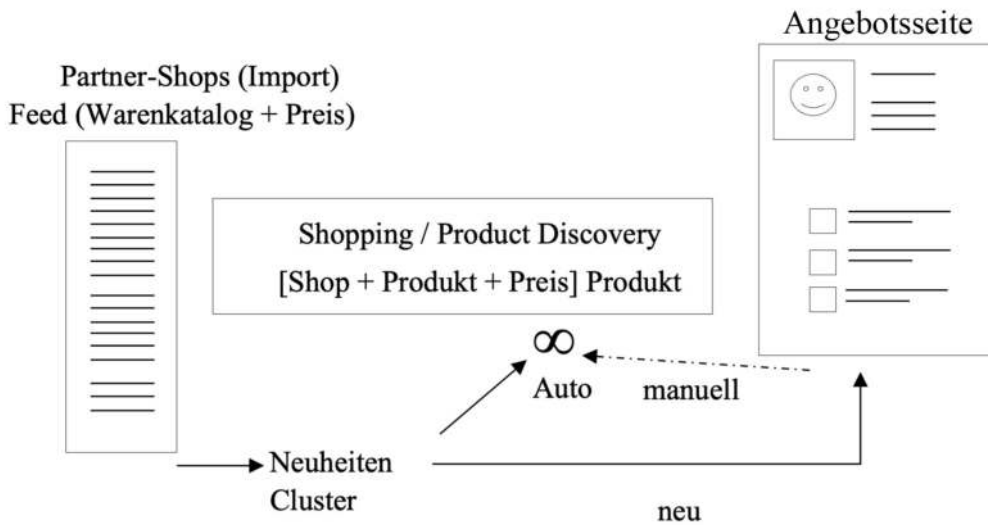 Angebotsseite
Partner-Shops (Import)
Feed (Warenkatalog + Preis)
Shopping / Product Discovery
[Shop + Produkt + Preis] Produkt
∞
Auto
manuell
Neuheiten
Cluster
neu